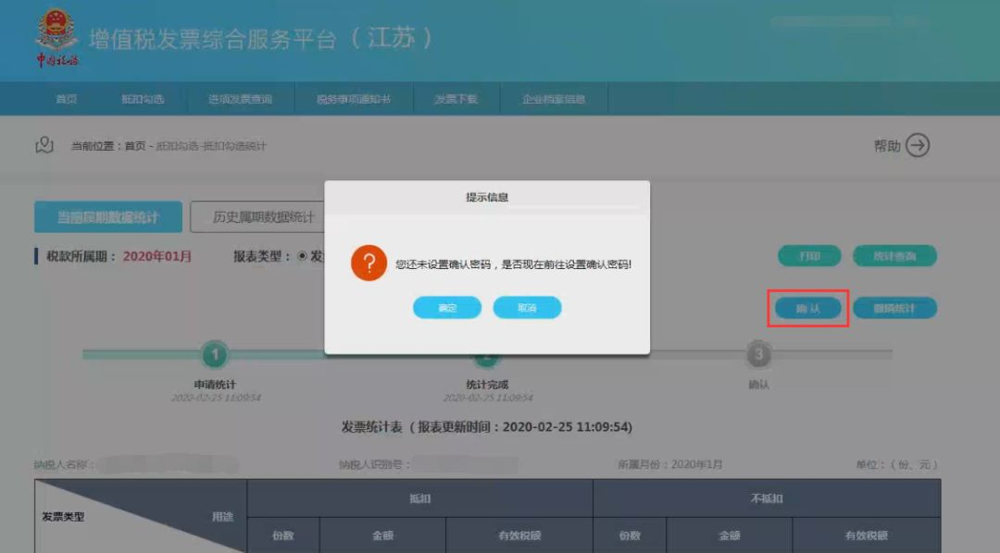 增值税发票综合服务平台（江苏）
中国税务
首页 抵扣勾选 进项发票查询 税务事项通知书 发票下载 企业档案信息
当前位置：首页 - 抵扣勾选-抵扣勾选统计
帮助
提示信息
当前属期数据统计
历史属期数据统计
税款所属期： 2020年01月
报表类型： 发
打印
统计查询
您还未设置确认密码，是否现在前往设置确认密码!
确定
取消
确 认
撤销统计
1
2
3
申请统计
统计完成
确认
2020-02-25 11:09:54
2020-02-25 11:09:54
发票统计表（报表更新时间：2020-02-25 11:09:54)
纳税人名称：
纳税人识别号：
所属月份：2020年1月
单位：（份、元）
发票类型
用途
抵扣
不抵扣
份数 金额 有效税额 份数 金额 有效税额